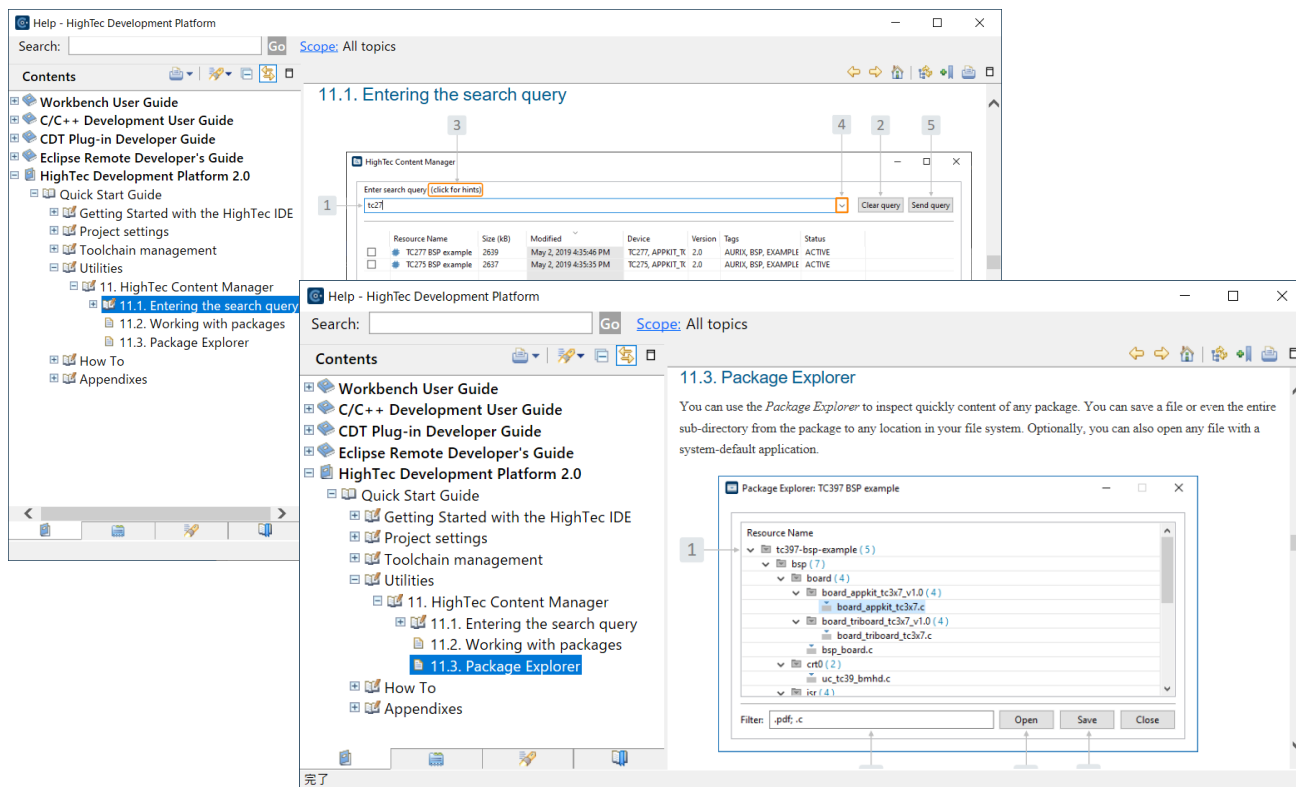 Help - HighTec Development Platform
Search:
Go
Scope: All topics
Contents
Workbench User Guide
C/C++ Development User Guide
CDT Plug-in Developer Guide
Eclipse Remote Developer's Guide
HighTec Development Platform 2.0
Quick Start Guide
Getting Started with the HighTec IDE
Project settings
Toolchain management
Utilities
11. HighTec Content Manager
11.1. Entering the search query
11.2. Working with packages
11.3. Package Explorer
How To
Appendixes
11.1. Entering the search query
3 4 2 5
HighTec Content Manager
Enter search query (click for hints)
1
tc27
Clear query Send query
Resource Name Size (kB) Modified Device Version Tags Status
TC277 BSP example 2639 May 2, 2019 4:35:46 PM TC277, APPKIT_TC 2.0 AURIX, BSP, EXAMPLE ACTIVE
TC275 BSP example 2637 May 2, 2019 4:35:35 PM TC275, APPKIT_TC 2.0 AURIX, BSP, EXAMPLE ACTIVE
Help - HighTec Development Platform
Search:
Go
Scope: All topics
Contents
Workbench User Guide
C/C++ Development User Guide
CDT Plug-in Developer Guide
Eclipse Remote Developer's Guide
HighTec Development Platform 2.0
Quick Start Guide
Getting Started with the HighTec IDE
Project settings
Toolchain management
Utilities
11. HighTec Content Manager
11.1. Entering the search query
11.2. Working with packages
11.3. Package Explorer
How To
Appendixes
完了
11.3. Package Explorer
You can use the Package Explorer to inspect quickly content of any package. You can save a file or even the entire
sub-directory from the package to any location in your file system. Optionally, you can also open any file with a
system-default application.
Package Explorer: TC397 BSP example
Resource Name
1
tc397-bsp-example (5)
bsp (7)
board (4)
board_appkit_tc3x7_v1.0 (4)
board_appkit_tc3x7.c
board_triboard_tc3x7_v1.0 (4)
board_triboard_tc3x7.c
bsp_board.c
crt0 (2)
uc_tc39_bmhd.c
isr (4)
Filter: .pdf; .c
Open Save Close